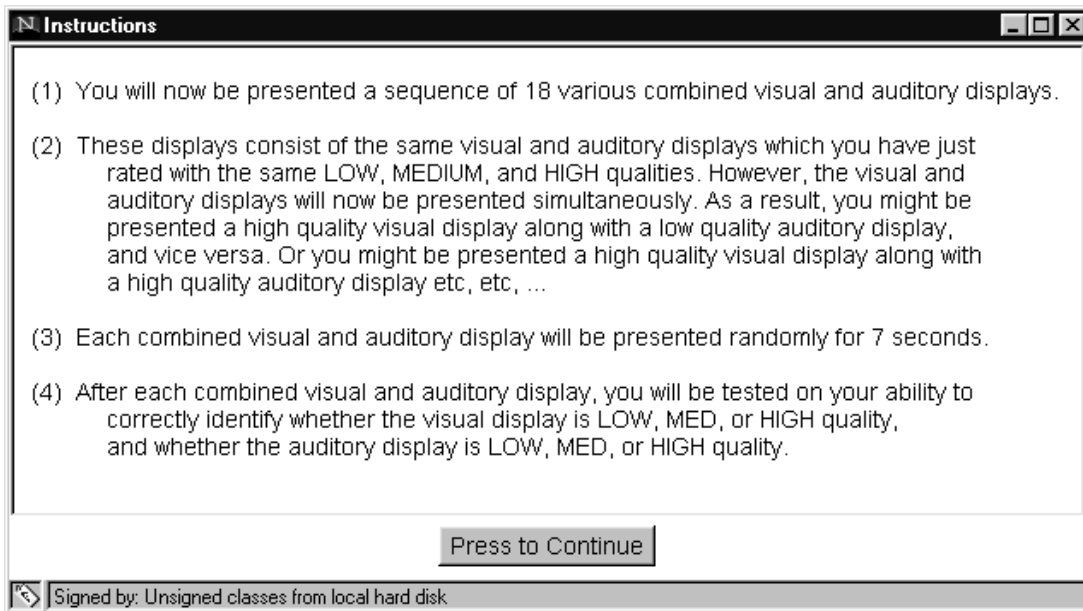 N Instructions
(1) You will now be presented a sequence of 18 various combined visual and auditory displays.
(2) These displays consist of the same visual and auditory displays which you have just
rated with the same LOW, MEDIUM, and HIGH qualities. However, the visual and
auditory displays will now be presented simultaneously. As a result, you might be
presented a high quality visual display along with a low quality auditory display,
and vice versa. Or you might be presented a high quality visual display along with
a high quality auditory display etc, etc, ...
(3) Each combined visual and auditory display will be presented randomly for 7 seconds.
(4) After each combined visual and auditory display, you will be tested on your ability to
correctly identify whether the visual display is LOW, MED, or HIGH quality,
and whether the auditory display is LOW, MED, or HIGH quality.
Press to Continue
Signed by: Unsigned classes from local hard disk